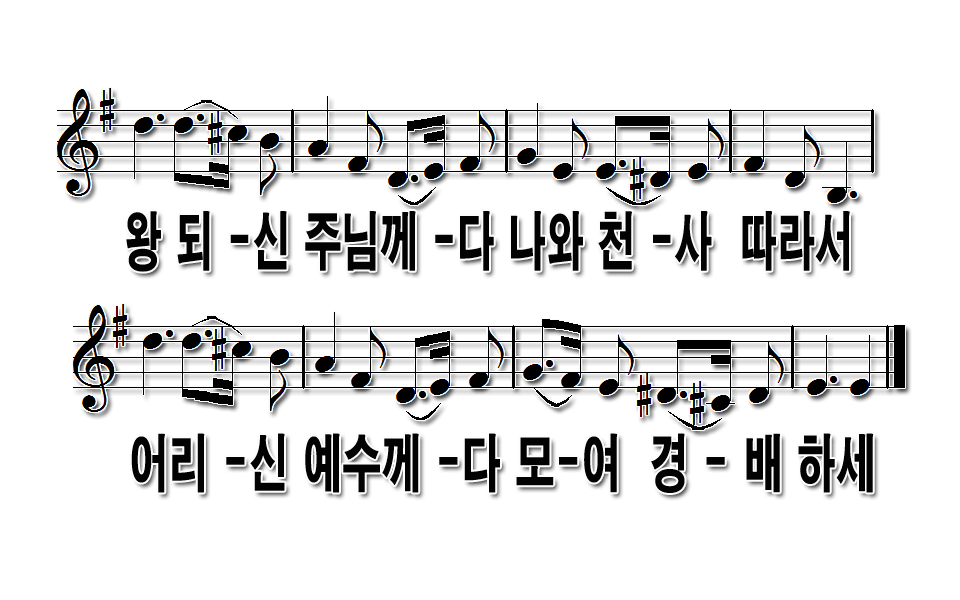 왕 되 -신 주님께 -다 나와 천 -사 따라서
어리 -신 예수께 -다 모-여 경 - 배 하세